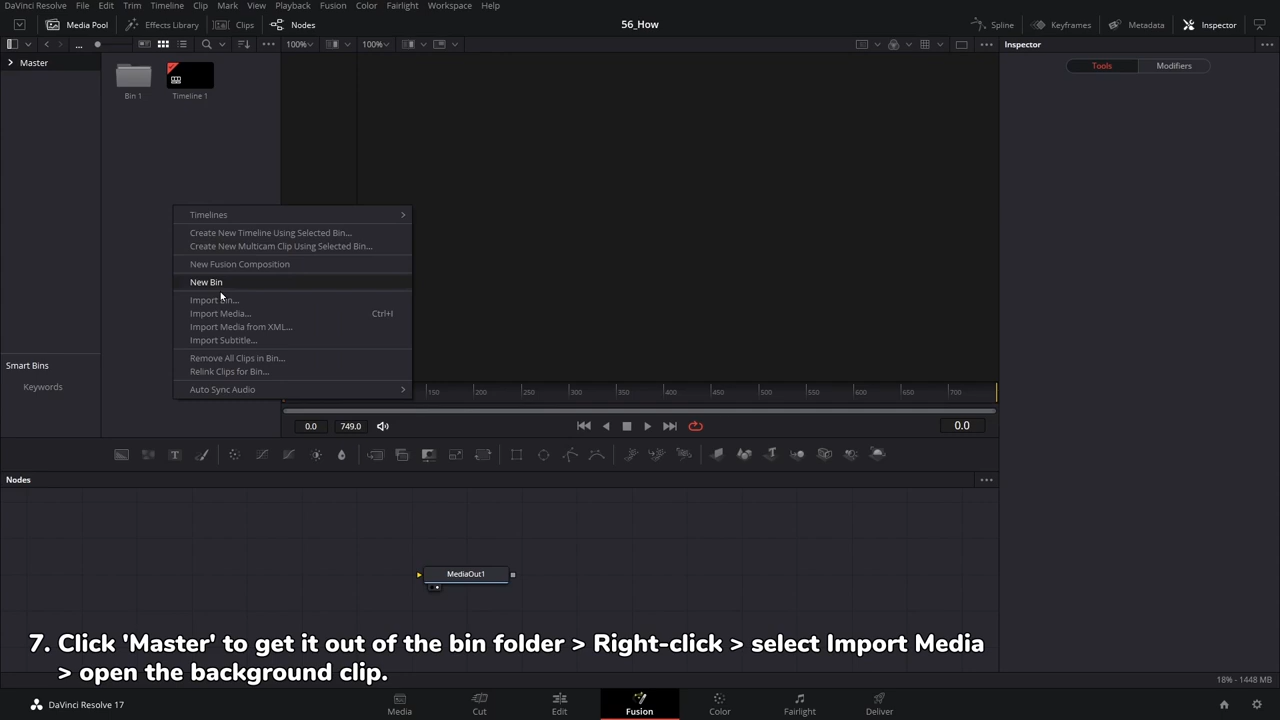 DaVinci Resolve File Edit Trim Timeline Clip Mark View Playback Fusion Color Fairlight Workspace Help
Media Pool Effects Library Clips Nodes 56_How Spline Keyframes Metadata Inspector
... 100% 100% Inspector
Master
Tools Modifiers
Bin 1 Timeline 1
Timelines
Create New Timeline Using Selected Bin...
Create New Multicam Clip Using Selected Bin...
New Fusion Composition
New Bin
Import Bin...
Import Media... Ctrl+I
Import Media from XML...
Import Subtitle...
Remove All Clips in Bin...
Relink Clips for Bin...
Auto Sync Audio
Smart Bins
Keywords
150 200 250 300 350 400 450 500 550 600 650 700
0.0 749.0 0.0
Nodes
MediaOut1
7. Click 'Master' to get it out of the bin folder > Right-click > select Import Media
> open the background clip.
18% - 1448 MB
DaVinci Resolve 17
Media Cut Edit Fusion Color Fairlight Deliver